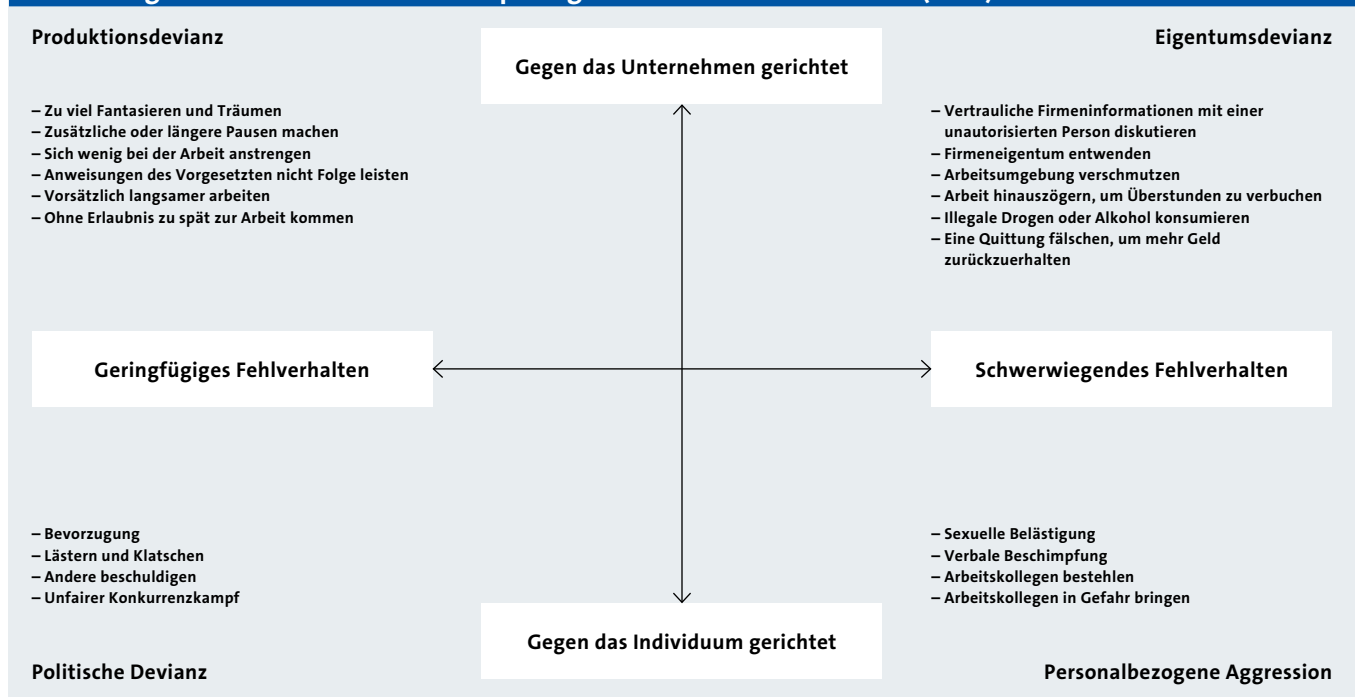 Produktionsdevianz
Gegen das Unternehmen gerichtet
Eigentumsdevianz
– Zu viel Fantasieren und Träumen
– Zusätzliche oder längere Pausen machen
– Sich wenig bei der Arbeit anstrengen
– Anweisungen des Vorgesetzten nicht Folge leisten
– Vorsätzlich langsamer arbeiten
– Ohne Erlaubnis zu spät zur Arbeit kommen
– Vertrauliche Firmeninformationen mit einer
unautorisierten Person diskutieren
– Firmeneigentum entwenden
– Arbeitsumgebung verschmutzen
– Arbeit hinauszögern, um Überstunden zu verbuchen
– Illegale Drogen oder Alkohol konsumieren
– Eine Quittung fälschen, um mehr Geld
zurückzuerhalten
Geringfügiges Fehlverhalten
Schwerwiegendes Fehlverhalten
– Bevorzugung
– Lästern und Klatschen
– Andere beschuldigen
– Unfairer Konkurrenzkampf
– Sexuelle Belästigung
– Verbale Beschimpfung
– Arbeitskollegen bestehlen
– Arbeitskollegen in Gefahr bringen
Gegen das Individuum gerichtet
Politische Devianz
Personalbezogene Aggression